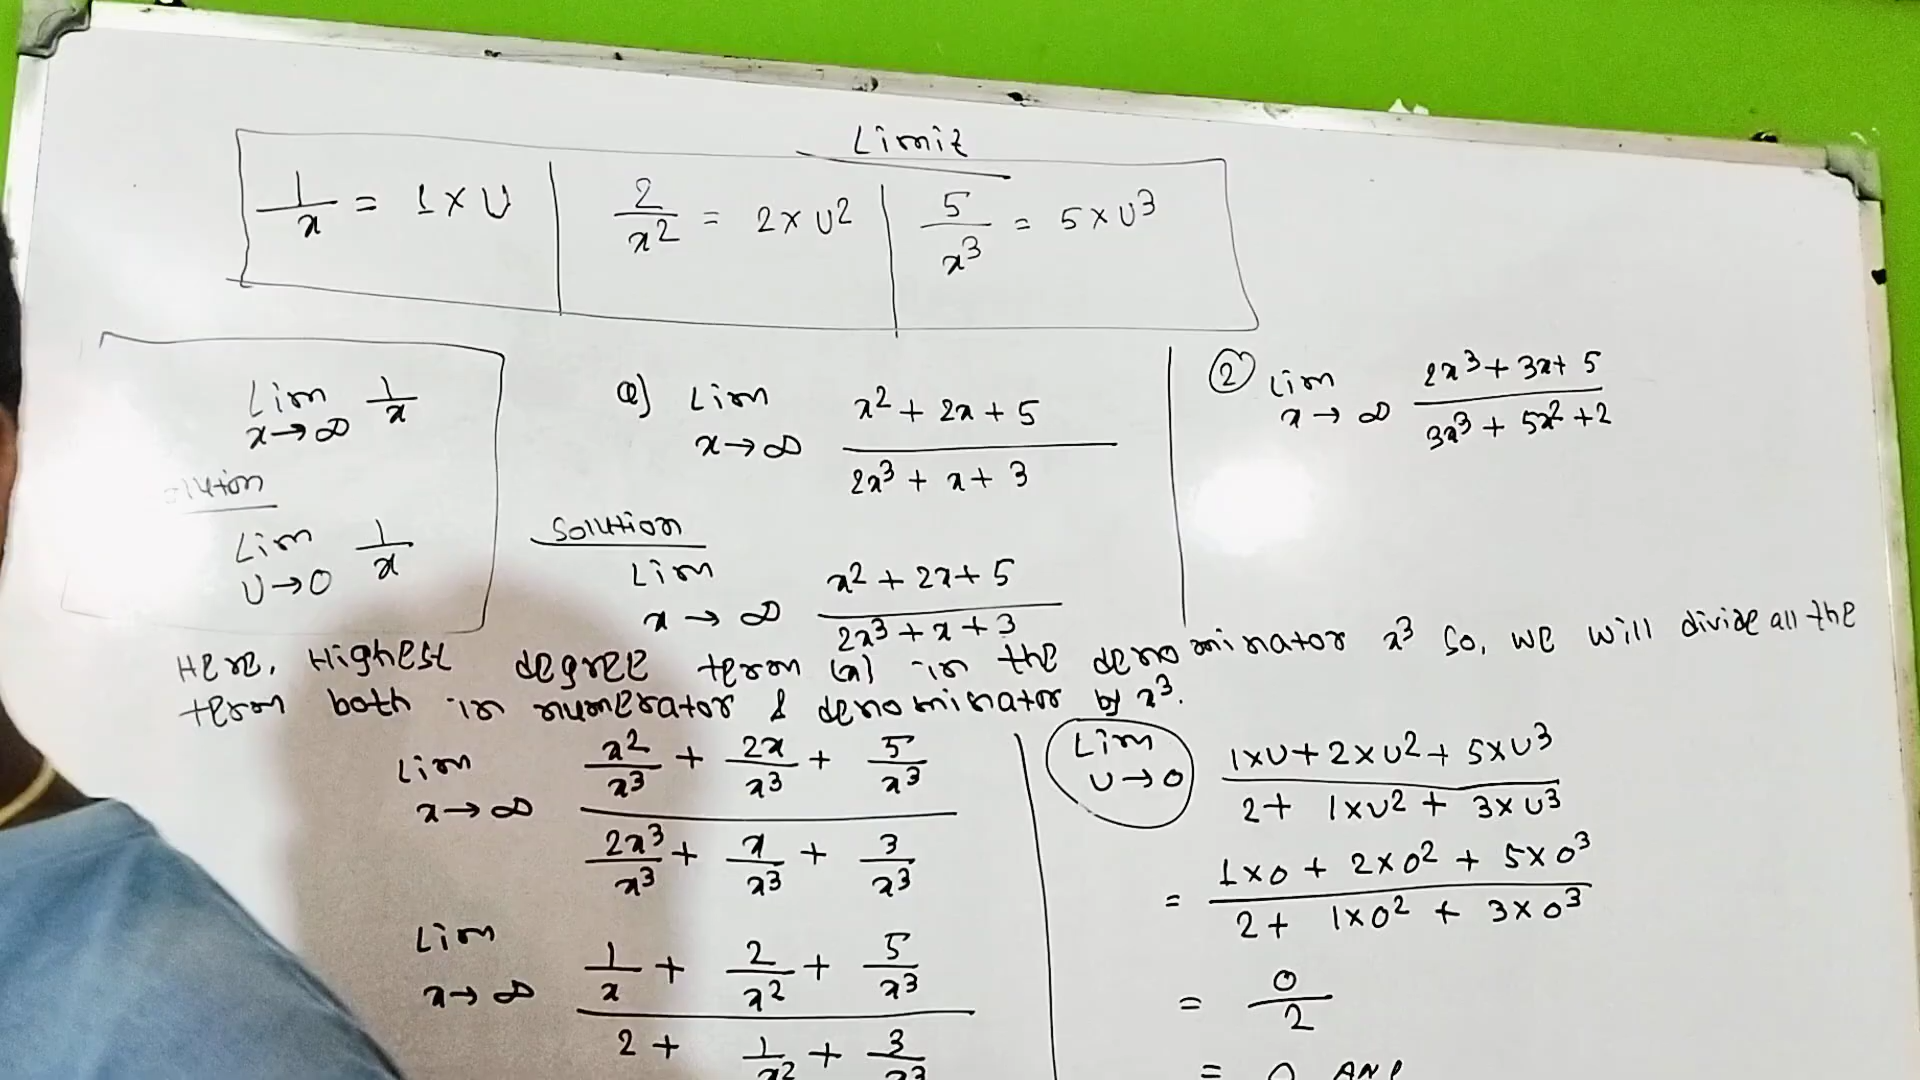 Limit
1/x = 1 × U | 2/x² = 2 × U² | 5/x³ = 5 × U³
Lim x→∞ 1/x
Lim U→0 1/x
Q) Lim x→∞ (x² + 2x + 5)/(2x³ + x + 3)
Solution
Lim x→∞ (x² + 2x + 5)/(2x³ + x + 3)
② Lim x→∞ (2x³ + 3x + 5)/(3x³ + 5x² + 2)
Here, Highest degree term (x) in the denominator x³ so, we will divide all the
term both in numerator & denominator by x³.
Lim x→∞ (x²/x³ + 2x/x³ + 5/x³)/(2x³/x³ + x/x³ + 3/x³)
Lim x→∞ (1/x + 2/x² + 5/x³)/(2 + 1/x² + 3/x³)
Lim U→0 (1×U + 2×U² + 5×U³)/(2 + 1×U² + 3×U³)
= (1×0 + 2×0² + 5×0³)/(2 + 1×0² + 3×0³)
= 0/2
= 0